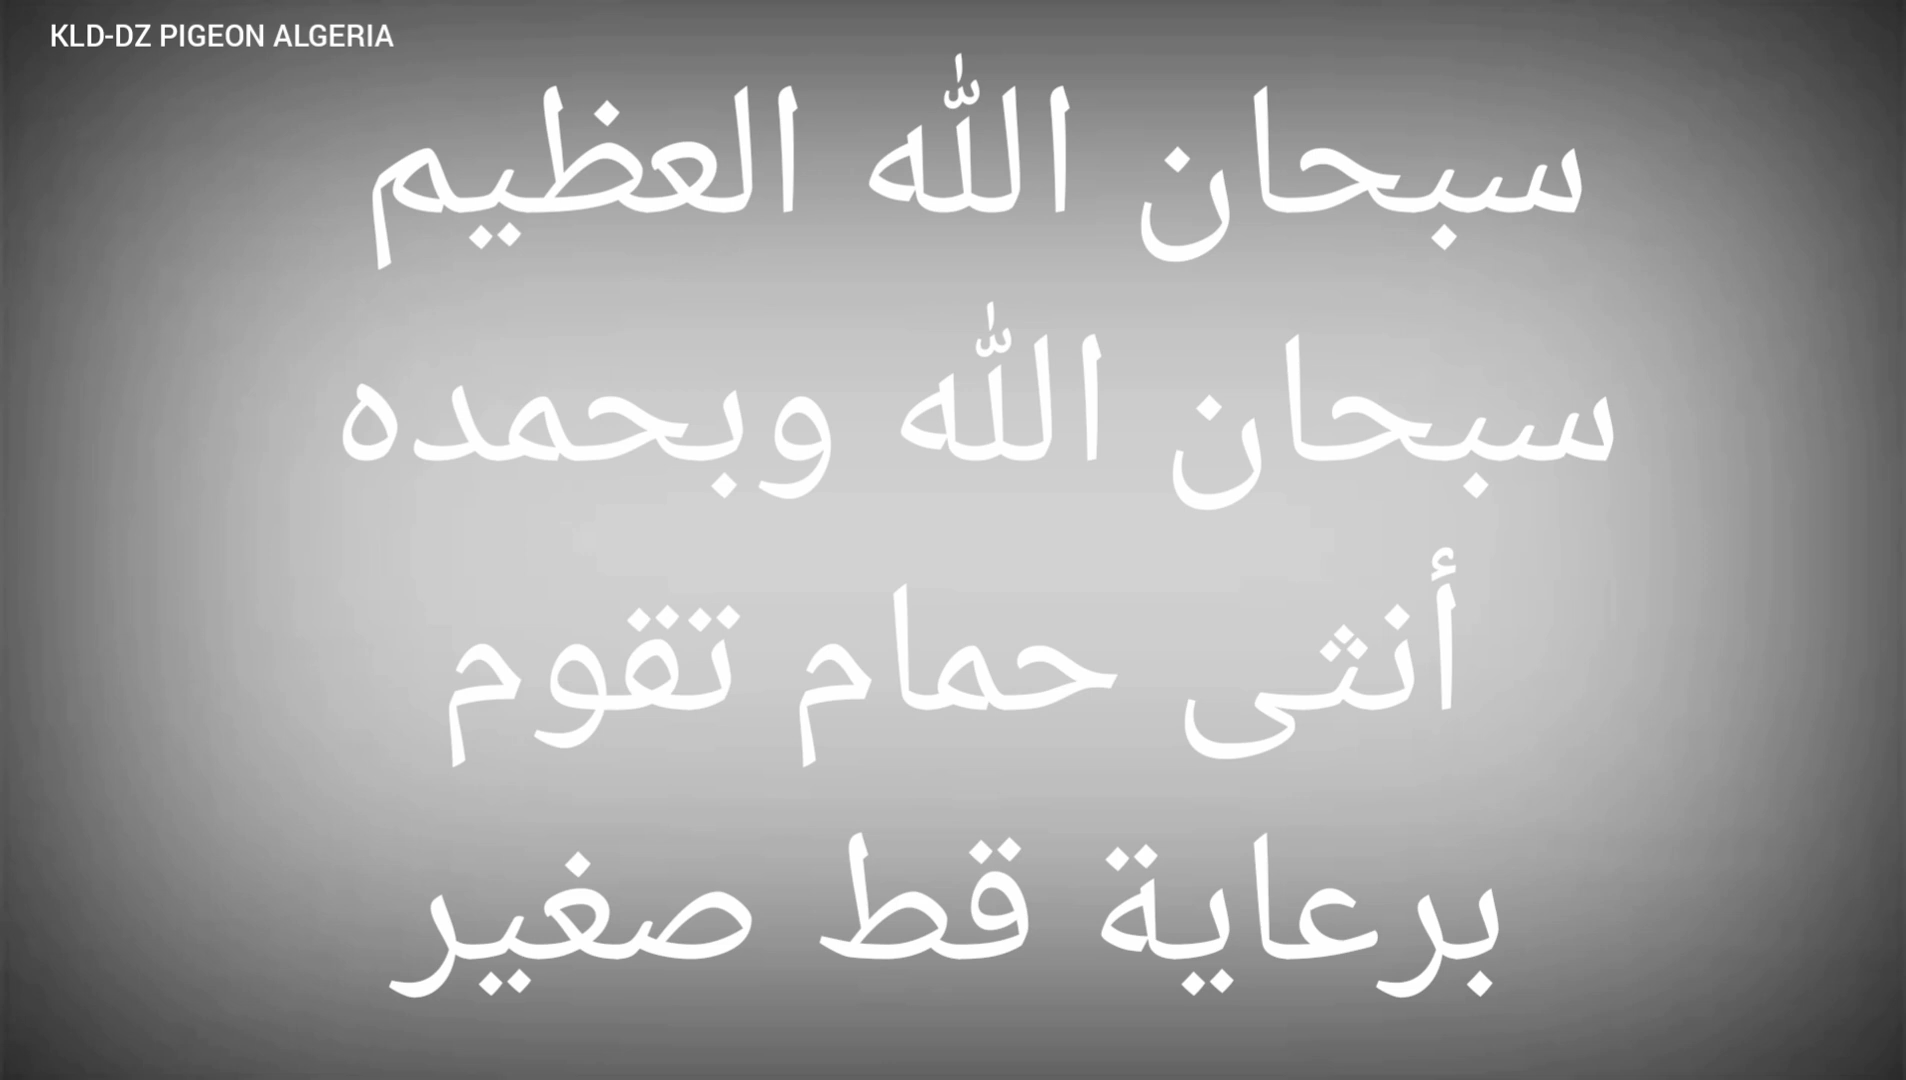 KLD-DZ PIGEON ALGERIA
سبحان الله العظيم
سبحان الله وبحمده
أنثى حمام تقوم
برعاية قط صغير